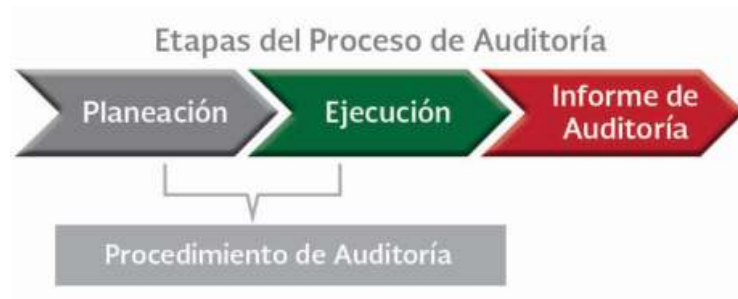 Etapas del Proceso de Auditoría
Planeación
Ejecución
Informe de
Auditoría
Procedimiento de Auditoría